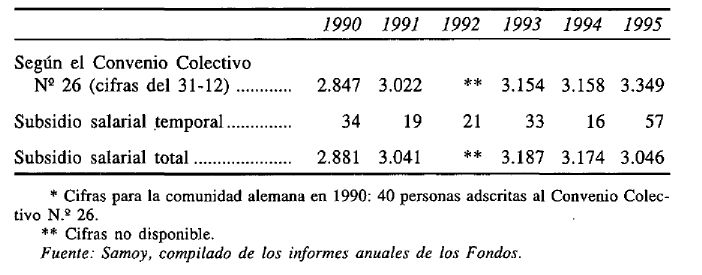 1990 1991 1992 1993 1994 1995
Según el Convenio Colectivo
Nº 26 (cifras del 31-12) ............ 2.847 3.022 ** 3.154 3.158 3.349
Subsidio salarial temporal ............. 34 19 21 33 16 57
Subsidio salarial total .................... 2.881 3.041 ** 3.187 3.174 3.046
* Cifras para la comunidad alemana en 1990: 40 personas adscritas al Convenio Colec-
tivo N.º 26.
** Cifras no disponible.
Fuente: Samoy, compilado de los informes anuales de los Fondos.